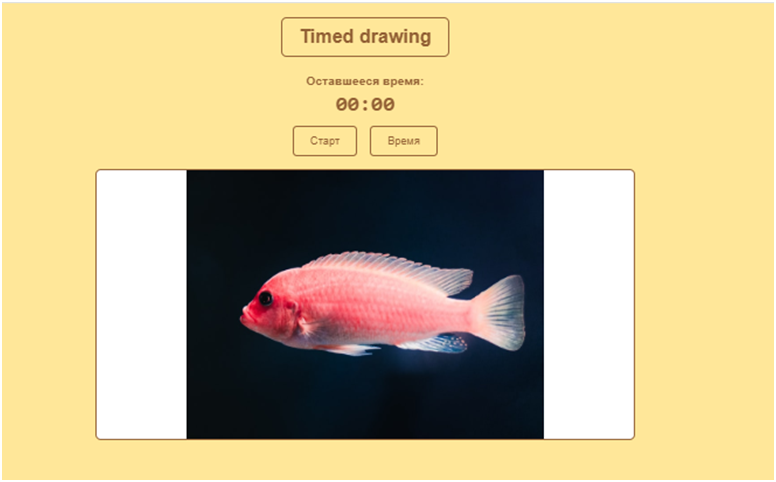 Timed drawing
Оставшееся время:
00:00
Старт
Время